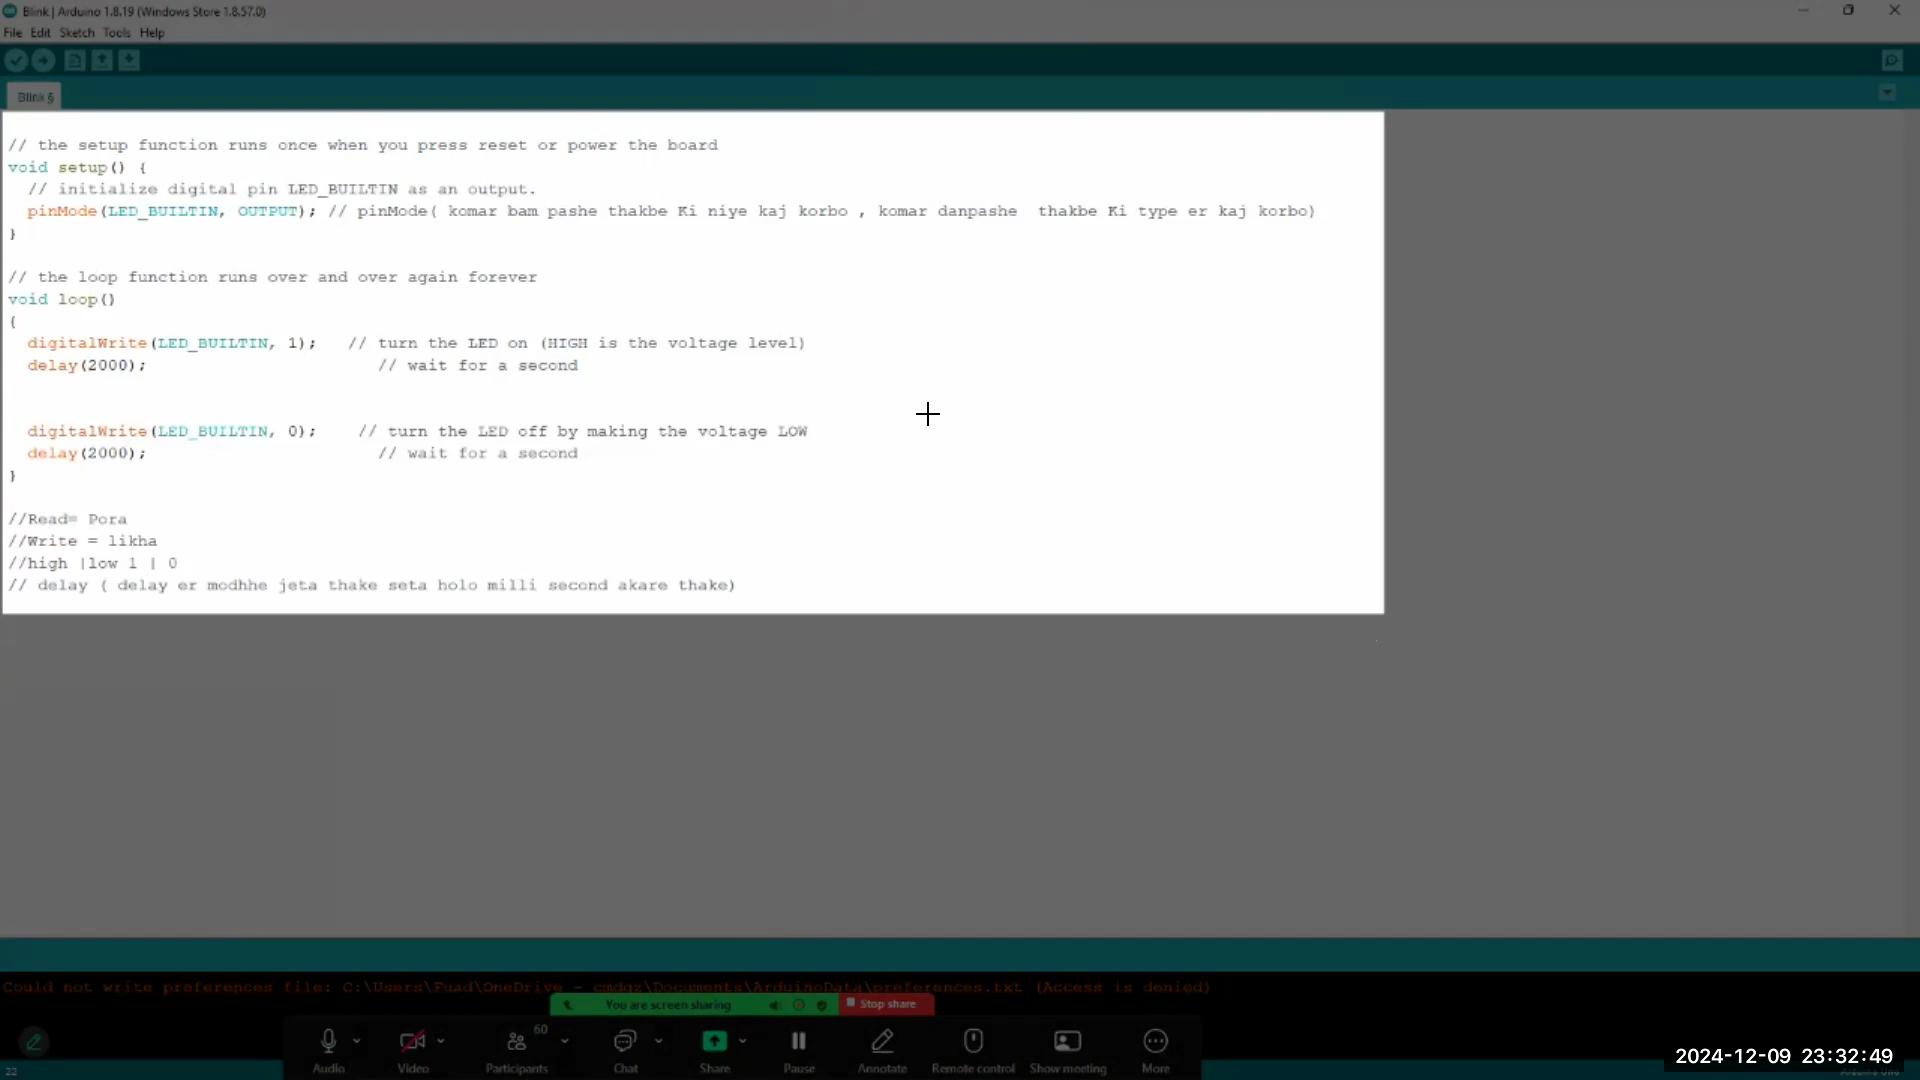 Blink | Arduino 1.8.19 (Windows Store 1.8.57.0)
File Edit Sketch Tools Help
Blink §
// the setup function runs once when you press reset or power the board
void setup() {
  // initialize digital pin LED_BUILTIN as an output.
  pinMode(LED_BUILTIN, OUTPUT); // pinMode( komar bam pashe thakbe Ki niye kaj korbo , komar danpashe  thakbe Ki type er kaj korbo)
}
// the loop function runs over and over again forever
void loop()
{
  digitalWrite(LED_BUILTIN, 1);   // turn the LED on (HIGH is the voltage level)
  delay(2000);                       // wait for a second
  digitalWrite(LED_BUILTIN, 0);    // turn the LED off by making the voltage LOW
  delay(2000);                       // wait for a second
}
//Read= Pora
//Write = likha
//high |low 1 | 0
// delay ( delay er modhhe jeta thake seta holo milli second akare thake)
Could not write preferences file: C:\Users\Fuad\OneDrive - cmdgz\Documents\ArduinoData\preferences.txt (Access is denied)
You are screen sharing Stop share
60
Audio Video Participants Chat Share Pause Annotate Remote control Show meeting More
22
2024-12-09 23:32:49
Arduino Uno